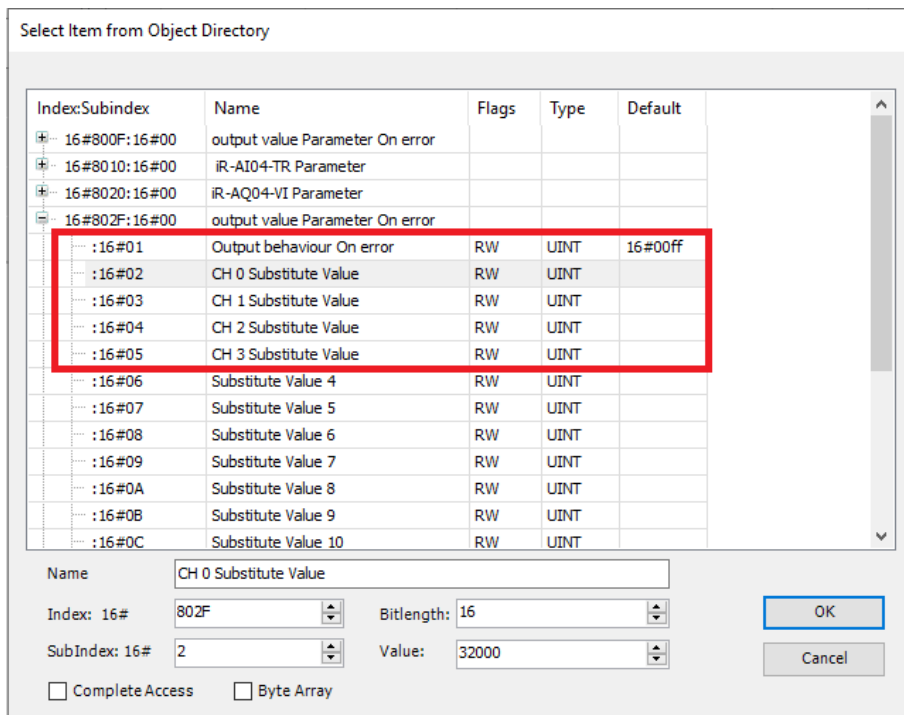 Select Item from Object Directory
Index:Subindex Name Flags Type Default
16#800F:16#00 output value Parameter On error
16#8010:16#00 iR-AI04-TR Parameter
16#8020:16#00 iR-AQ04-VI Parameter
16#802F:16#00 output value Parameter On error
:16#01 Output behaviour On error RW UINT 16#00ff
:16#02 CH 0 Substitute Value RW UINT
:16#03 CH 1 Substitute Value RW UINT
:16#04 CH 2 Substitute Value RW UINT
:16#05 CH 3 Substitute Value RW UINT
:16#06 Substitute Value 4 RW UINT
:16#07 Substitute Value 5 RW UINT
:16#08 Substitute Value 6 RW UINT
:16#09 Substitute Value 7 RW UINT
:16#0A Substitute Value 8 RW UINT
:16#0B Substitute Value 9 RW UINT
:16#0C Substitute Value 10 RW UINT
Name CH 0 Substitute Value
Index: 16# 802F Bitlength: 16 OK
SubIndex: 16# 2 Value: 32000 Cancel
Complete Access Byte Array